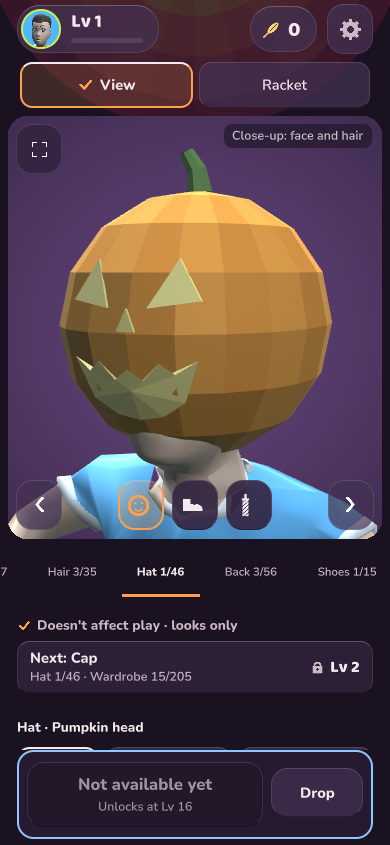 Lv 1
0
View
Racket
Close-up: face and hair
7
Hair 3/35
Hat 1/46
Back 3/56
Shoes 1/15
Doesn't affect play · looks only
Next: Cap
Hat 1/46 · Wardrobe 15/205
Lv 2
Hat · Pumpkin head
Not available yet
Unlocks at Lv 16
Drop